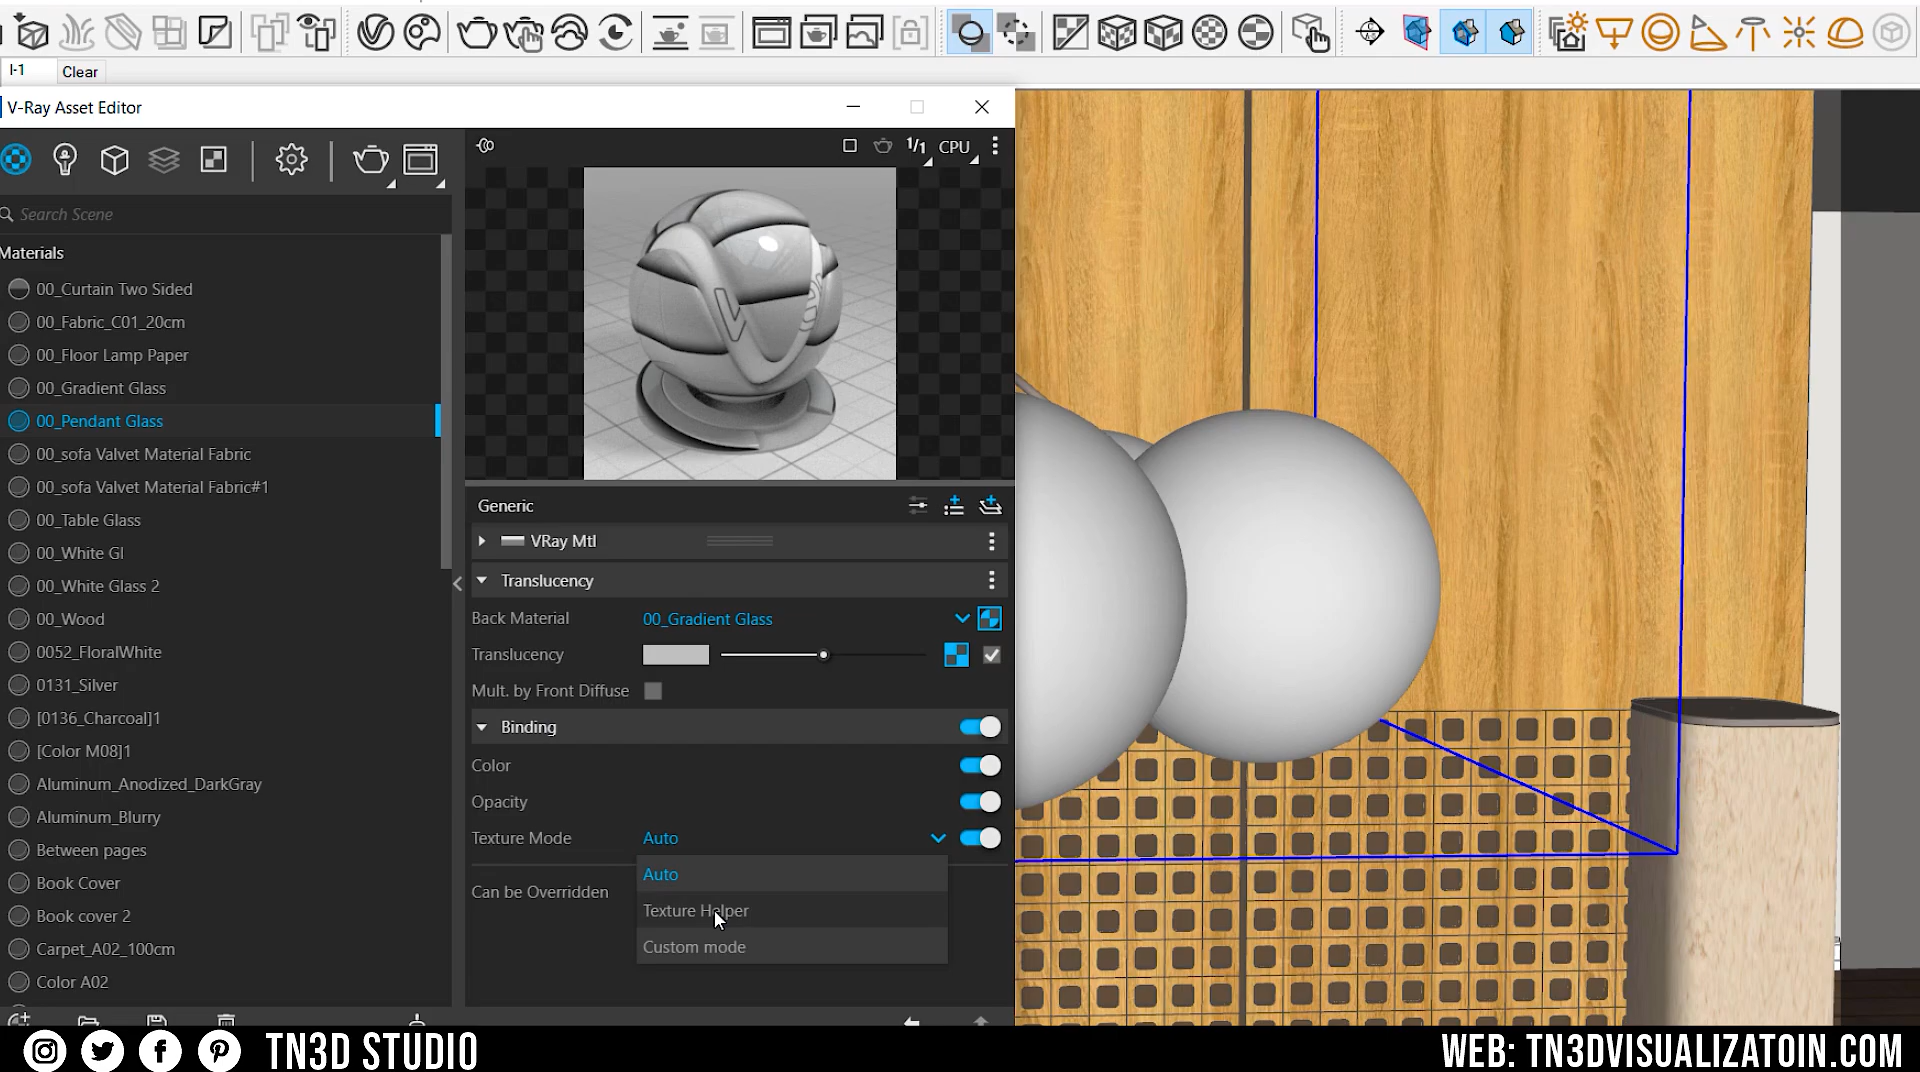 I-1
Clear
V-Ray Asset Editor
1/1
CPU
Search Scene
Materials
00_Curtain Two Sided
00_Fabric_C01_20cm
00_Floor Lamp Paper
00_Gradient Glass
00_Pendant Glass
00_sofa Valvet Material Fabric
00_sofa Valvet Material Fabric#1
00_Table Glass
00_White Gl
00_White Glass 2
00_Wood
0052_FloralWhite
0131_Silver
[0136_Charcoal]1
[Color M08]1
Aluminum_Anodized_DarkGray
Aluminum_Blurry
Between pages
Book Cover
Book cover 2
Carpet_A02_100cm
Color A02
Generic
VRay Mtl
Translucency
Back Material 00_Gradient Glass
Translucency
Mult. by Front Diffuse
Binding
Color
Opacity
Texture Mode Auto
Auto
Can be Overridden
Texture Helper
Custom mode
TN3D STUDIO
WEB: TN3DVISUALIZATOIN.COM